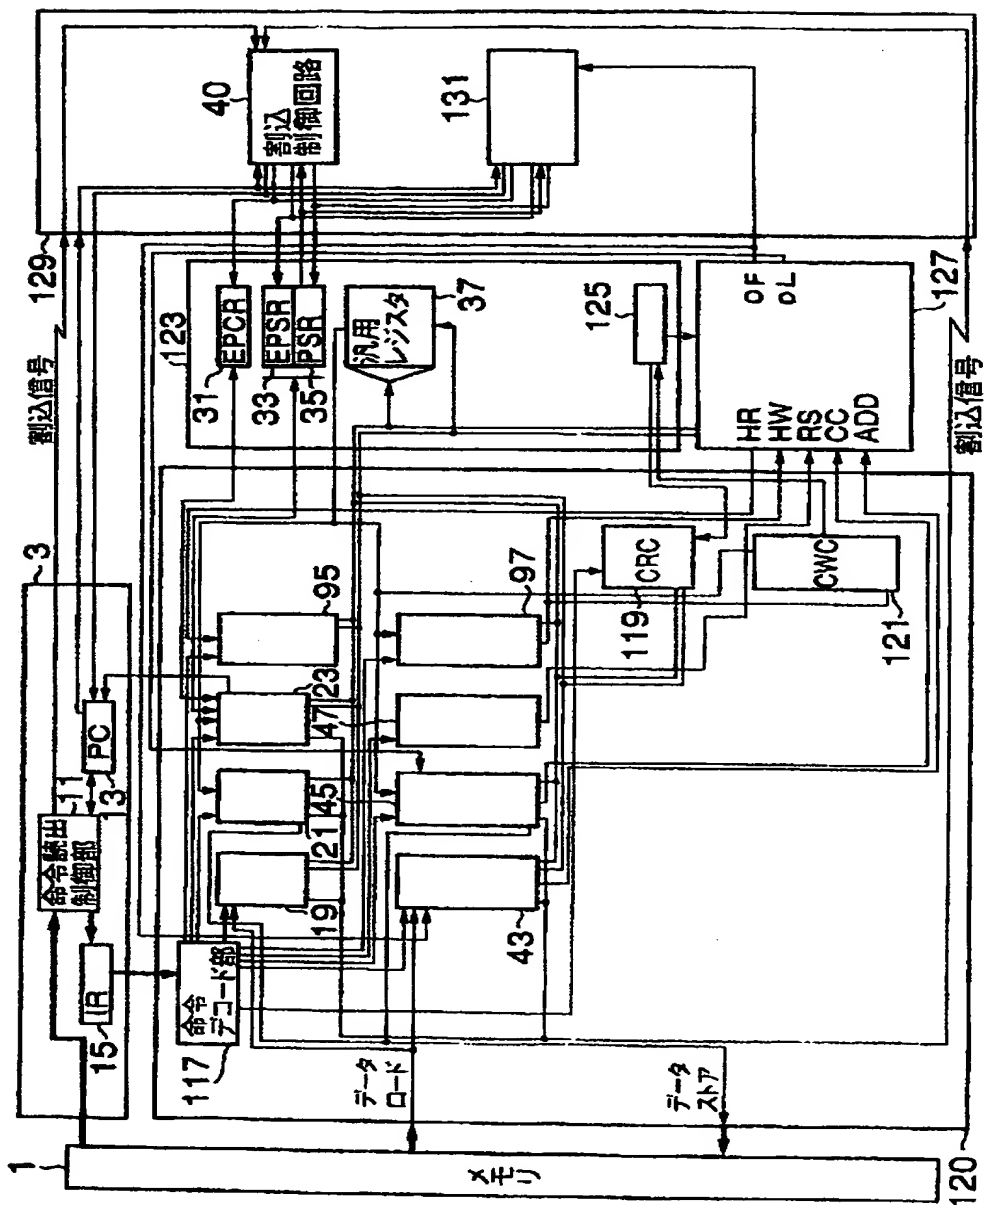 1
メモリ
3
命令読出
制御部
11
PC
13
IR
15
割込信号
129
40
割込
制御回路
131
117
命令
デコード部
19
21
23
95
43
45
47
97
データ
ロード
データ
ストア
CRC
119
CWC
121
120
123
31
EPCR
33
EPSR
35
PSR
汎用
レジスタ
37
125
HR
HW
RS
CC
ADD
OF
OL
127
割込信号